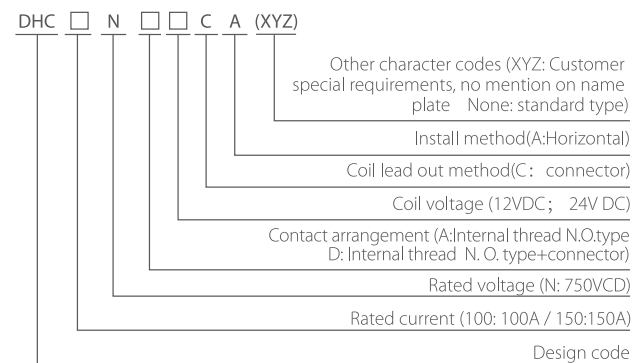 DHC □ N □ □ C A (XYZ)
Other character codes (XYZ: Customer
special requirements, no mention on name
plate None: standard type)
Install method(A:Horizontal)
Coil lead out method(C： connector)
Coil voltage (12VDC； 24V DC)
Contact arrangement (A:Internal thread N.O.type
D: Internal thread N. O. type+connector)
Rated voltage (N: 750VCD)
Rated current (100: 100A / 150:150A)
Design code